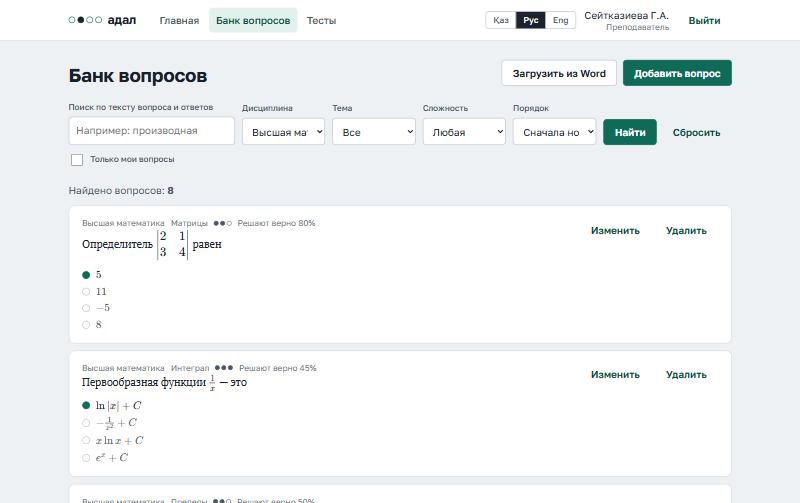 адал Главная Банк вопросов Тесты Қаз Рус Eng Сейтказиева Г.А. Выйти
Преподаватель
Банк вопросов Загрузить из Word Добавить вопрос
Поиск по тексту вопроса и ответов Дисциплина Тема Сложность Порядок
Например: производная Высшая мат Все Любая Сначала но Найти Сбросить
Только мои вопросы
Найдено вопросов: 8
Высшая математика Матрицы Решают верно 80%
Определитель |2 1; 3 4| равен Изменить Удалить
5
11
−5
8
Высшая математика Интеграл Решают верно 45%
Первообразная функции 1/x — это Изменить Удалить
ln |x| + C
−1/x² + C
x ln x + C
eˣ + C
Высшая математика Пределы Решают верно 50%